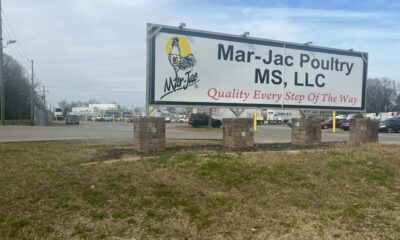 Mar-Jac
Mar-Jac Poultry
MS, LLC
Quality Every Step Of The Way